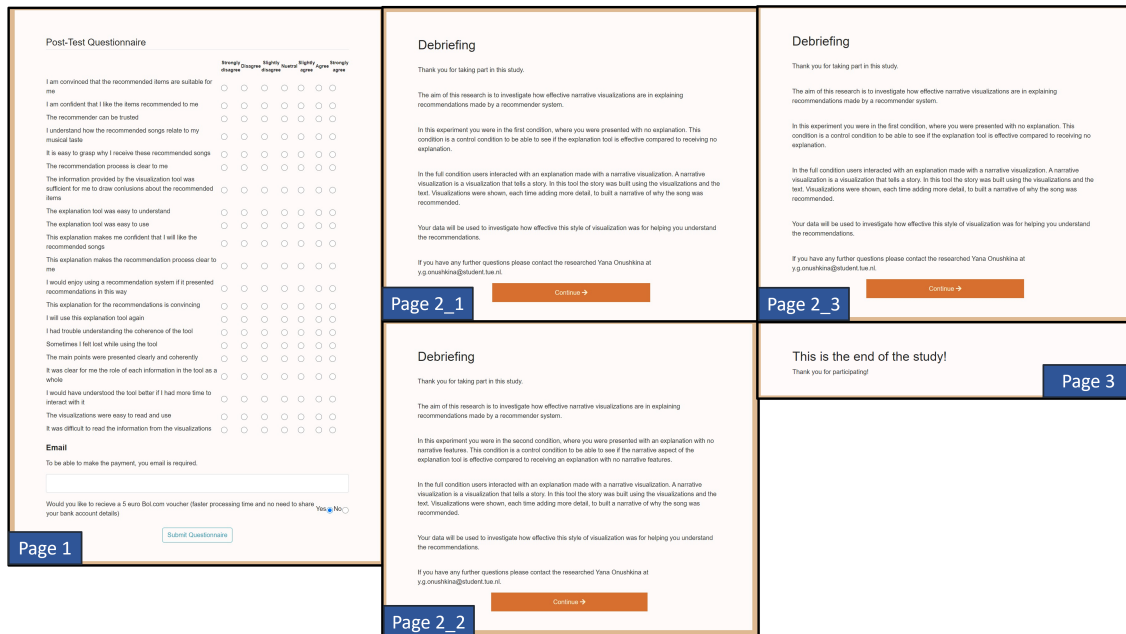 Post-Test Questionnaire
Strongly disagree Disagree Slightly disagree Nuetral Slightly agree Agree Strongly agree
I am convinced that the recommended items are suitable for
me
I am confident that I like the items recommended to me
The recommender can be trusted
I understand how the recommended songs relate to my
musical taste
It is easy to grasp why I receive these recommended songs
The recommendation process is clear to me
The information provided by the visualization tool was
sufficient for me to draw conlusions about the recommended
items
The explanation tool was easy to understand
The explanation tool was easy to use
This explanation makes me confident that I will like the
recommended songs
This explanation makes the recommendation process clear to
me
I would enjoy using a recommendation system if it presented
recommendations in this way
This explanation for the recommendations is convincing
I will use this explanation tool again
I had trouble understanding the coherence of the tool
Sometimes I felt lost while using the tool
The main points were presented clearly and coherently
It was clear for me the role of each information in the tool as a
whole
I would have understood the tool better if I had more time to
interact with it
The visualizations were easy to read and use
It was difficult to read the information from the visualizations
Email
To be able to make the payment, you email is required.
Would you like to recieve a 5 euro Bol.com voucher (faster processing time and no need to share
your bank account details)
Yes No
Submit Questionnaire
Page 1
Debriefing
Thank you for taking part in this study.
The aim of this research is to investigate how effective narrative visualizations are in explaining
recommendations made by a recommender system.
In this experiment you were in the first condition, where you were presented with no explanation. This
condition is a control condition to be able to see if the explanation tool is effective compared to receiving no
explanation.
In the full condition users interacted with an explanation made with a narrative visualization. A narrative
visualization is a visualization that tells a story. In this tool the story was built using the visualizations and the
text. Visualizations were shown, each time adding more detail, to built a narrative of why the song was
recommended.
Your data will be used to investigate how effective this style of visualization was for helping you understand
the recommendations.
If you have any further questions please contact the researched Yana Onushkina at
y.g.onushkina@student.tue.nl.
Continue →
Page 2_1
Debriefing
Thank you for taking part in this study.
The aim of this research is to investigate how effective narrative visualizations are in explaining
recommendations made by a recommender system.
In this experiment you were in the second condition, where you were presented with an explanation with no
narrative features. This condition is a control condition to be able to see if the narrative aspect of the
explanation tool is effective compared to receiving an explanation with no narrative features.
In the full condition users interacted with an explanation made with a narrative visualization. A narrative
visualization is a visualization that tells a story. In this tool the story was built using the visualizations and the
text. Visualizations were shown, each time adding more detail, to built a narrative of why the song was
recommended.
Your data will be used to investigate how effective this style of visualization was for helping you understand
the recommendations.
If you have any further questions please contact the researched Yana Onushkina at
y.g.onushkina@student.tue.nl.
Continue →
Page 2_2
Debriefing
Thank you for taking part in this study.
The aim of this research is to investigate how effective narrative visualizations are in explaining
recommendations made by a recommender system.
In this experiment you were in the first condition, where you were presented with no explanation. This
condition is a control condition to be able to see if the explanation tool is effective compared to receiving no
explanation.
In the full condition users interacted with an explanation made with a narrative visualization. A narrative
visualization is a visualization that tells a story. In this tool the story was built using the visualizations and the
text. Visualizations were shown, each time adding more detail, to built a narrative of why the song was
recommended.
Your data will be used to investigate how effective this style of visualization was for helping you understand
the recommendations.
If you have any further questions please contact the researched Yana Onushkina at
y.g.onushkina@student.tue.nl.
Continue →
Page 2_3
This is the end of the study!
Thank you for participating!
Page 3